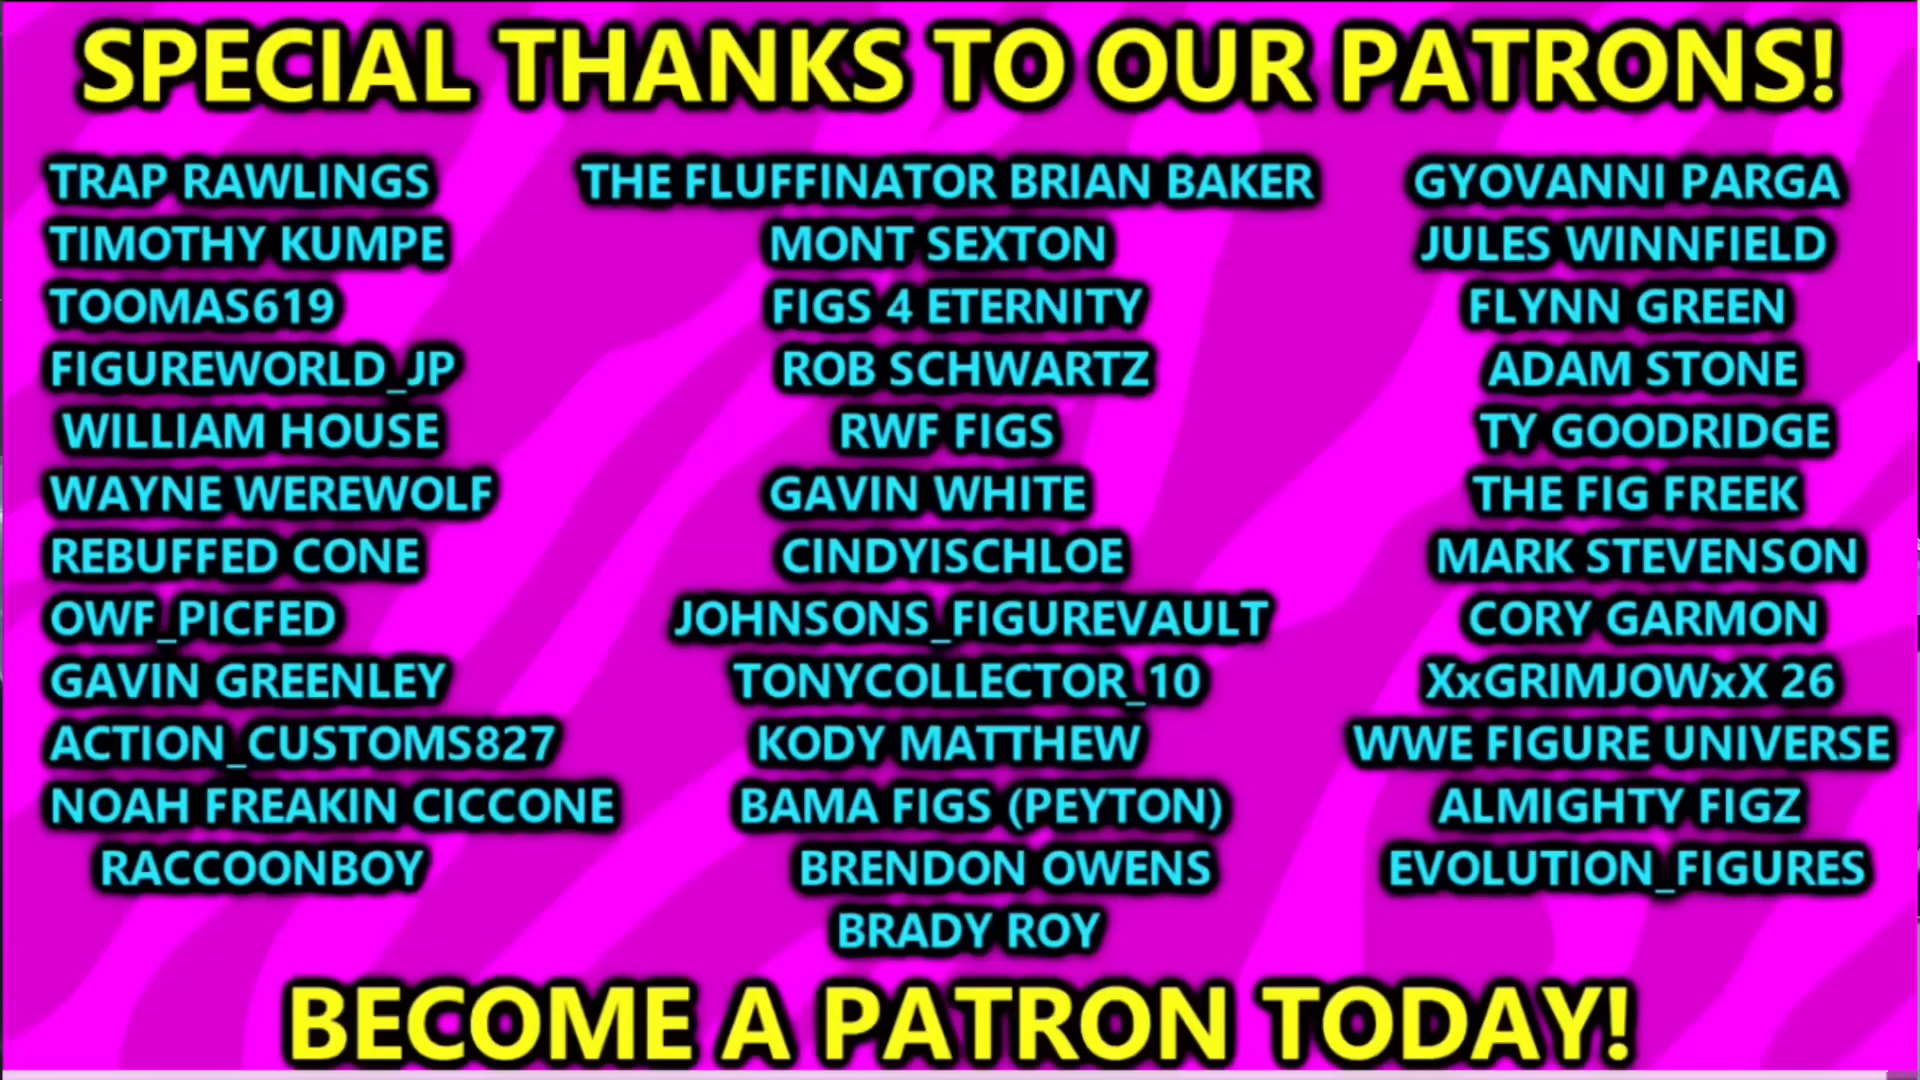 SPECIAL THANKS TO OUR PATRONS!
TRAP RAWLINGS
TIMOTHY KUMPE
TOOMAS619
FIGUREWORLD_JP
WILLIAM HOUSE
WAYNE WEREWOLF
REBUFFED CONE
OWF_PICFED
GAVIN GREENLEY
ACTION_CUSTOMS827
NOAH FREAKIN CICCONE
RACCOONBOY
THE FLUFFINATOR BRIAN BAKER
MONT SEXTON
FIGS 4 ETERNITY
ROB SCHWARTZ
RWF FIGS
GAVIN WHITE
CINDYISCHLOE
JOHNSONS_FIGUREVAULT
TONYCOLLECTOR_10
KODY MATTHEW
BAMA FIGS (PEYTON)
BRENDON OWENS
BRADY ROY
GYOVANNI PARGA
JULES WINNFIELD
FLYNN GREEN
ADAM STONE
TY GOODRIDGE
THE FIG FREEK
MARK STEVENSON
CORY GARMON
XxGRIMJOWxX 26
WWE FIGURE UNIVERSE
ALMIGHTY FIGZ
EVOLUTION_FIGURES
BECOME A PATRON TODAY!